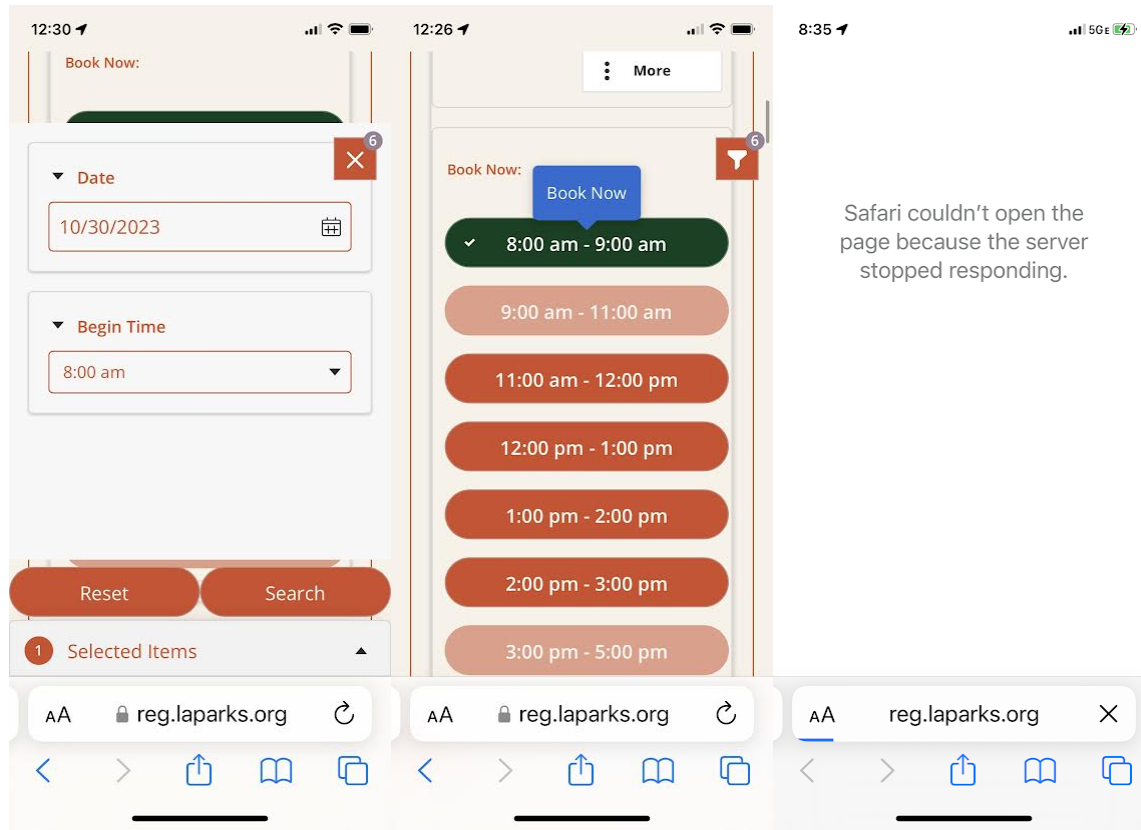 12:30
Book Now:
6
Date
10/30/2023
Begin Time
8:00 am
Reset
Search
1
Selected Items
AA
reg.laparks.org
12:26
More
6
Book Now:
Book Now
8:00 am - 9:00 am
9:00 am - 11:00 am
11:00 am - 12:00 pm
12:00 pm - 1:00 pm
1:00 pm - 2:00 pm
2:00 pm - 3:00 pm
3:00 pm - 5:00 pm
AA
reg.laparks.org
8:35
5GE
Safari couldn’t open the
page because the server
stopped responding.
AA
reg.laparks.org